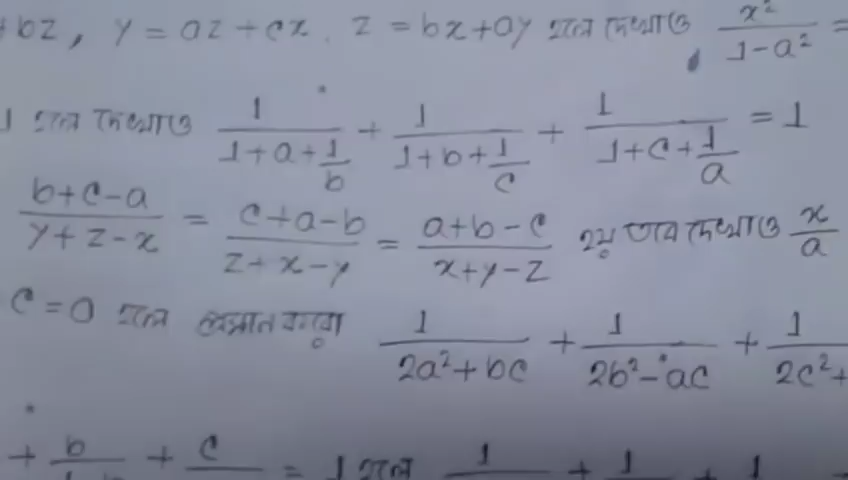 + bz, y = az + cx. z = bx + ay হলে দেখাও x²/(1-a²) =
1 হলে দেখাও 1/(1+a+1/b) + 1/(1+b+1/c) + 1/(1+c+1/a) = 1
(b+c-a)/(y+z-x) = (c+a-b)/(z+x-y) = (a+b-c)/(x+y-z) হয় তবে দেখাও x/a
c = 0 হলে প্রমান করো 1/(2a²+bc) + 1/(2b²-ac) + 1/(2c²+
+ b + c = 1 হলে 1 + 1 + 1